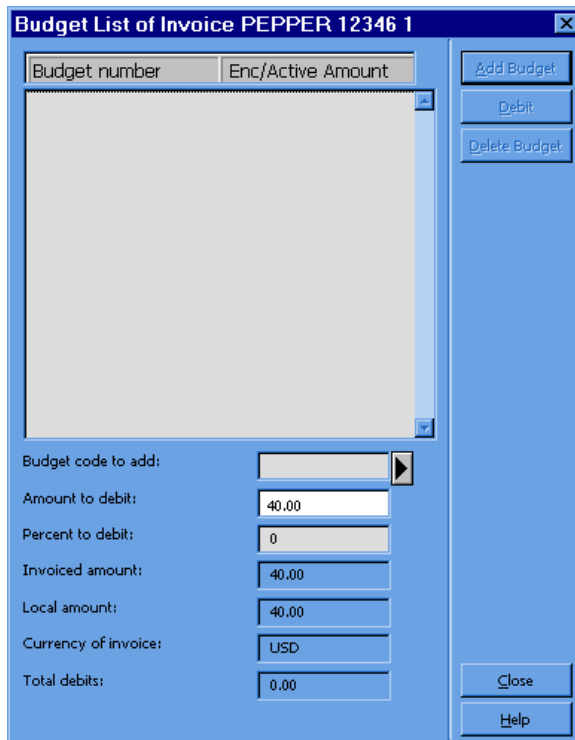 Budget List of Invoice PEPPER 12346 1
Budget number Enc/Active Amount
Add Budget
Debit
Delete Budget
Budget code to add:
Amount to debit: 40.00
Percent to debit: 0
Invoiced amount: 40.00
Local amount: 40.00
Currency of invoice: USD
Total debits: 0.00
Close
Help